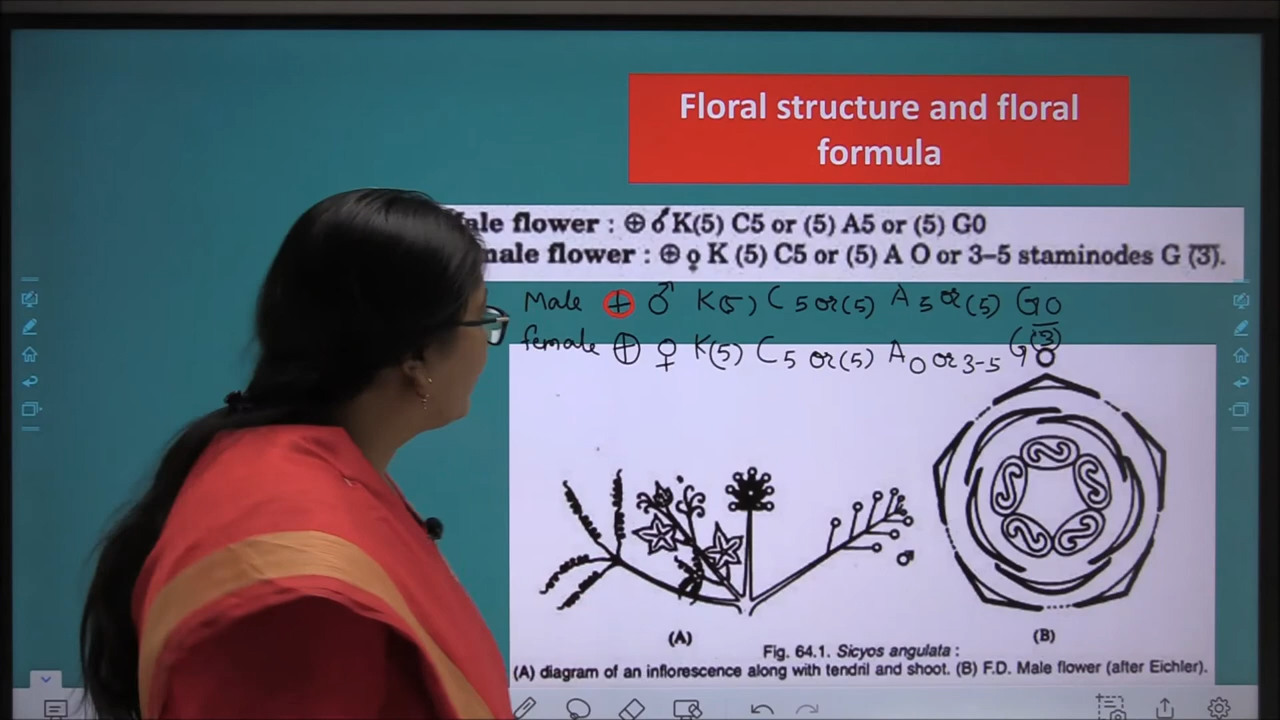 Floral structure and floral
formula
ale flower : ⊕ ♂ K(5) C5 or (5) A5 or (5) G0
male flower : ⊕ ♀ K (5) C5 or (5) A O or 3–5 staminodes G (3̅).
Male ⊕ ♂ K(5) C 5 or (5) A 5 or (5) G O
female ⊕ ♀ K(5) C 5 or (5) A O or 3-5 G (3̅)
(A)
(B)
Fig. 64.1. Sicyos angulata :
(A) diagram of an inflorescence along with tendril and shoot. (B) F.D. Male flower (after Eichler).